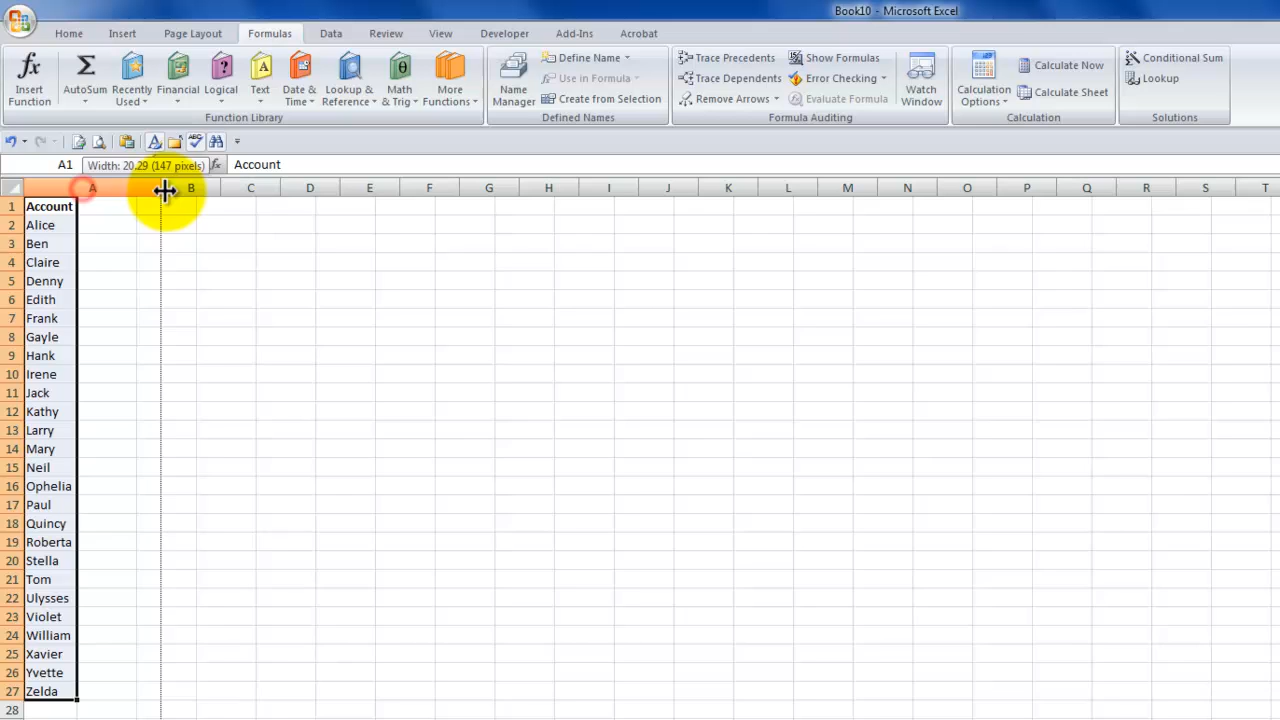 Book10 - Microsoft Excel
Home Insert Page Layout Formulas Data Review View Developer Add-Ins Acrobat
Insert Function
AutoSum
Recently Used
Financial
Logical
Text
Date & Time
Lookup & Reference
Math & Trig
More Functions
Function Library
Name Manager
Define Name
Use in Formula
Create from Selection
Defined Names
Trace Precedents
Trace Dependents
Remove Arrows
Show Formulas
Error Checking
Evaluate Formula
Formula Auditing
Watch Window
Calculation Options
Calculate Now
Calculate Sheet
Calculation
Conditional Sum
Lookup
Solutions
A1 Width: 20.29 (147 pixels) fx Account
A B C D E F G H I J K L M N O P Q R S T
1 Account
2 Alice
3 Ben
4 Claire
5 Denny
6 Edith
7 Frank
8 Gayle
9 Hank
10 Irene
11 Jack
12 Kathy
13 Larry
14 Mary
15 Neil
16 Ophelia
17 Paul
18 Quincy
19 Roberta
20 Stella
21 Tom
22 Ulysses
23 Violet
24 William
25 Xavier
26 Yvette
27 Zelda
28